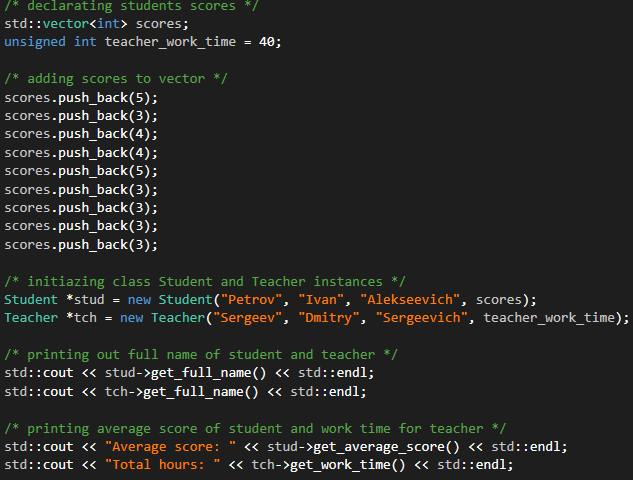 /* declarating students scores */
std::vector<int> scores;
unsigned int teacher_work_time = 40;
/* adding scores to vector */
scores.push_back(5);
scores.push_back(3);
scores.push_back(4);
scores.push_back(4);
scores.push_back(5);
scores.push_back(3);
scores.push_back(3);
scores.push_back(3);
scores.push_back(3);
/* initiazing class Student and Teacher instances */
Student *stud = new Student("Petrov", "Ivan", "Alekseevich", scores);
Teacher *tch = new Teacher("Sergeev", "Dmitry", "Sergeevich", teacher_work_time);
/* printing out full name of student and teacher */
std::cout << stud->get_full_name() << std::endl;
std::cout << tch->get_full_name() << std::endl;
/* printing average score of student and work time for teacher */
std::cout << "Average score: " << stud->get_average_score() << std::endl;
std::cout << "Total hours: " << tch->get_work_time() << std::endl;